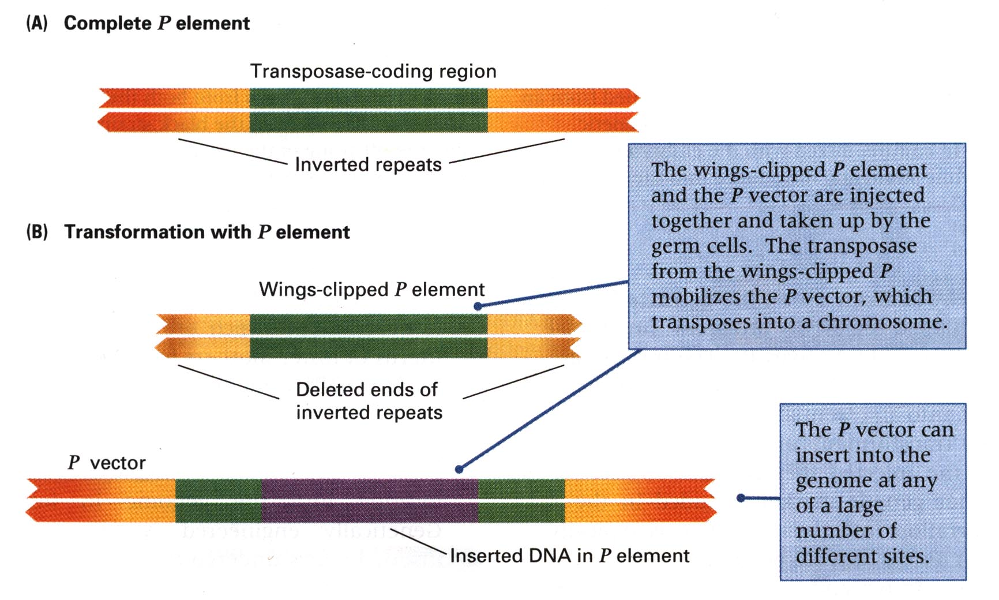 (A) Complete P element
Transposase-coding region
Inverted repeats
(B) Transformation with P element
Wings-clipped P element
Deleted ends of
inverted repeats
The wings-clipped P element
and the P vector are injected
together and taken up by the
germ cells. The transposase
from the wings-clipped P
mobilizes the P vector, which
transposes into a chromosome.
P vector
Inserted DNA in P element
The P vector can
insert into the
genome at any
of a large
number of
different sites.